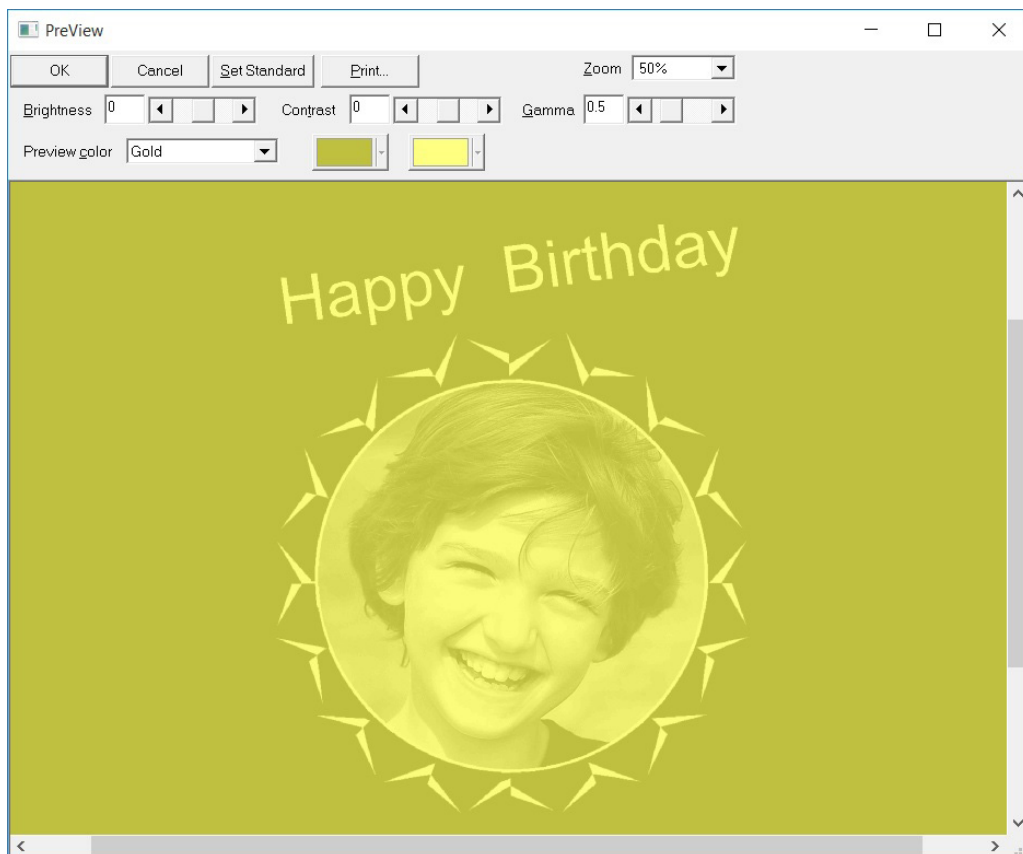 PreView
OK Cancel Set Standard Print... Zoom 50%
Brightness 0 Contrast 0 Gamma 0.5
Preview color Gold
Happy Birthday